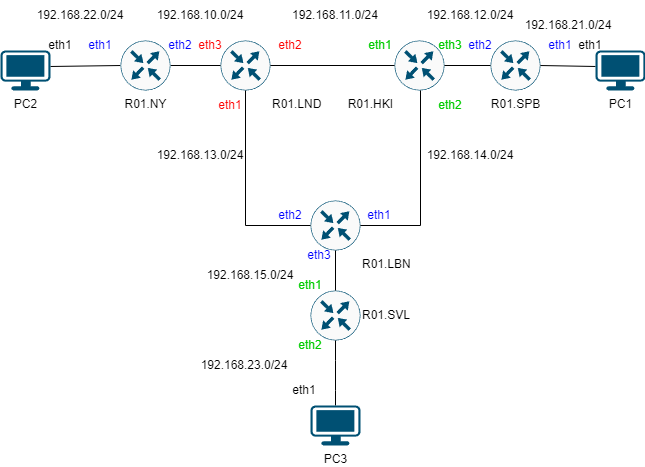 192.168.22.0/24
192.168.10.0/24
192.168.11.0/24
192.168.12.0/24
192.168.21.0/24
eth1
eth1
eth2
eth3
eth2
eth1
eth3
eth2
eth1
eth1
PC2
R01.NY
eth1
R01.LND
R01.HKI
eth2
R01.SPB
PC1
192.168.13.0/24
192.168.14.0/24
eth2
eth1
eth3
R01.LBN
192.168.15.0/24
eth1
R01.SVL
eth2
192.168.23.0/24
eth1
PC3